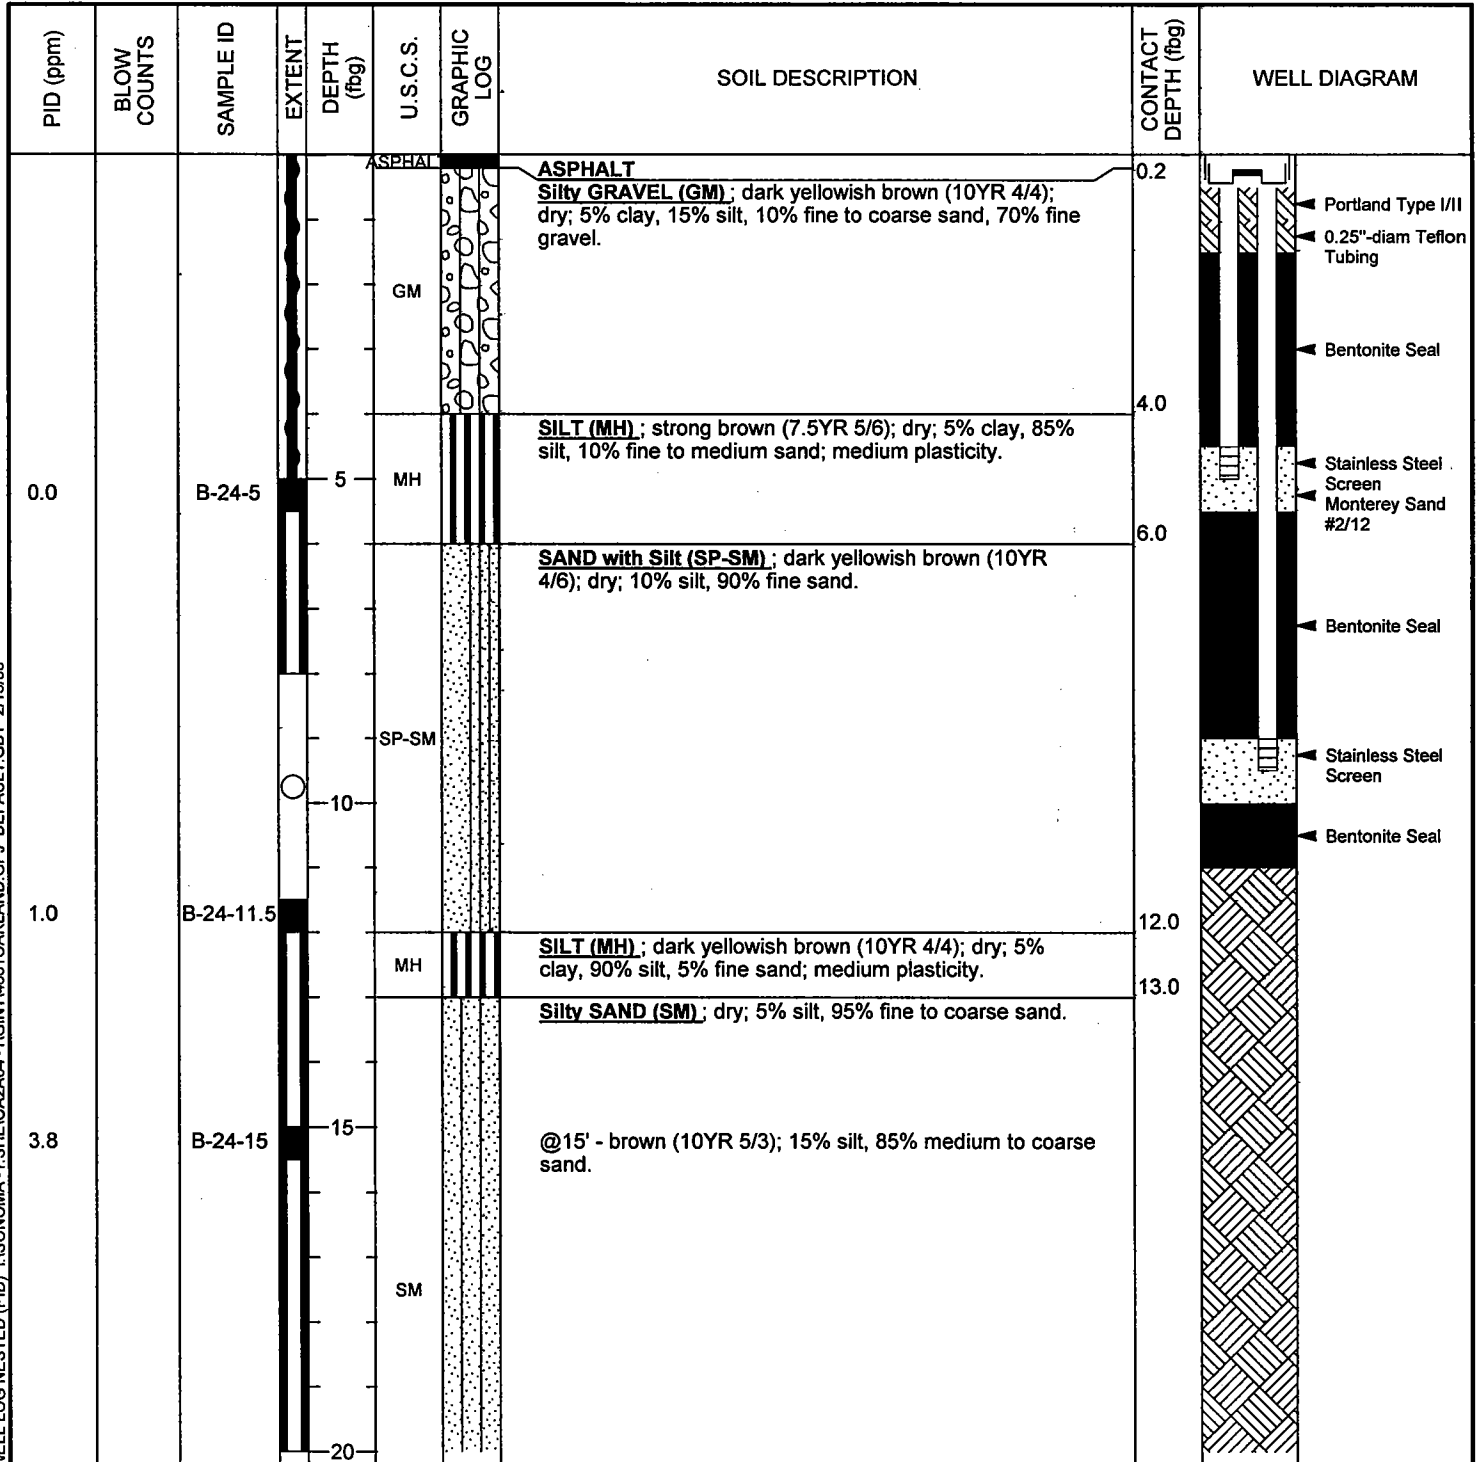 PID (ppm)
BLOW
COUNTS
SAMPLE ID
EXTENT
DEPTH
(fbg)
U.S.C.S.
GRAPHIC
LOG
SOIL DESCRIPTION
CONTACT
DEPTH (fbg)
WELL DIAGRAM
ASPHAL
ASPHALT
0.2
Silty GRAVEL (GM) ; dark yellowish brown (10YR 4/4);
dry; 5% clay, 15% silt, 10% fine to coarse sand, 70% fine
gravel.
Portland Type I/II
0.25"-diam Teflon
Tubing
GM
Bentonite Seal
4.0
SILT (MH) ; strong brown (7.5YR 5/6); dry; 5% clay, 85%
silt, 10% fine to medium sand; medium plasticity.
0.0
B-24-5
5
MH
Stainless Steel
Screen
Monterey Sand
#2/12
6.0
SAND with Silt (SP-SM) ; dark yellowish brown (10YR
4/6); dry; 10% silt, 90% fine sand.
Bentonite Seal
SP-SM
Stainless Steel
Screen
10
Bentonite Seal
1.0
B-24-11.5
12.0
SILT (MH) ; dark yellowish brown (10YR 4/4); dry; 5%
clay, 90% silt, 5% fine sand; medium plasticity.
MH
13.0
Silty SAND (SM) ; dry; 5% silt, 95% fine to coarse sand.
3.8
B-24-15
15
@15' - brown (10YR 5/3); 15% silt, 85% medium to coarse
sand.
SM
20